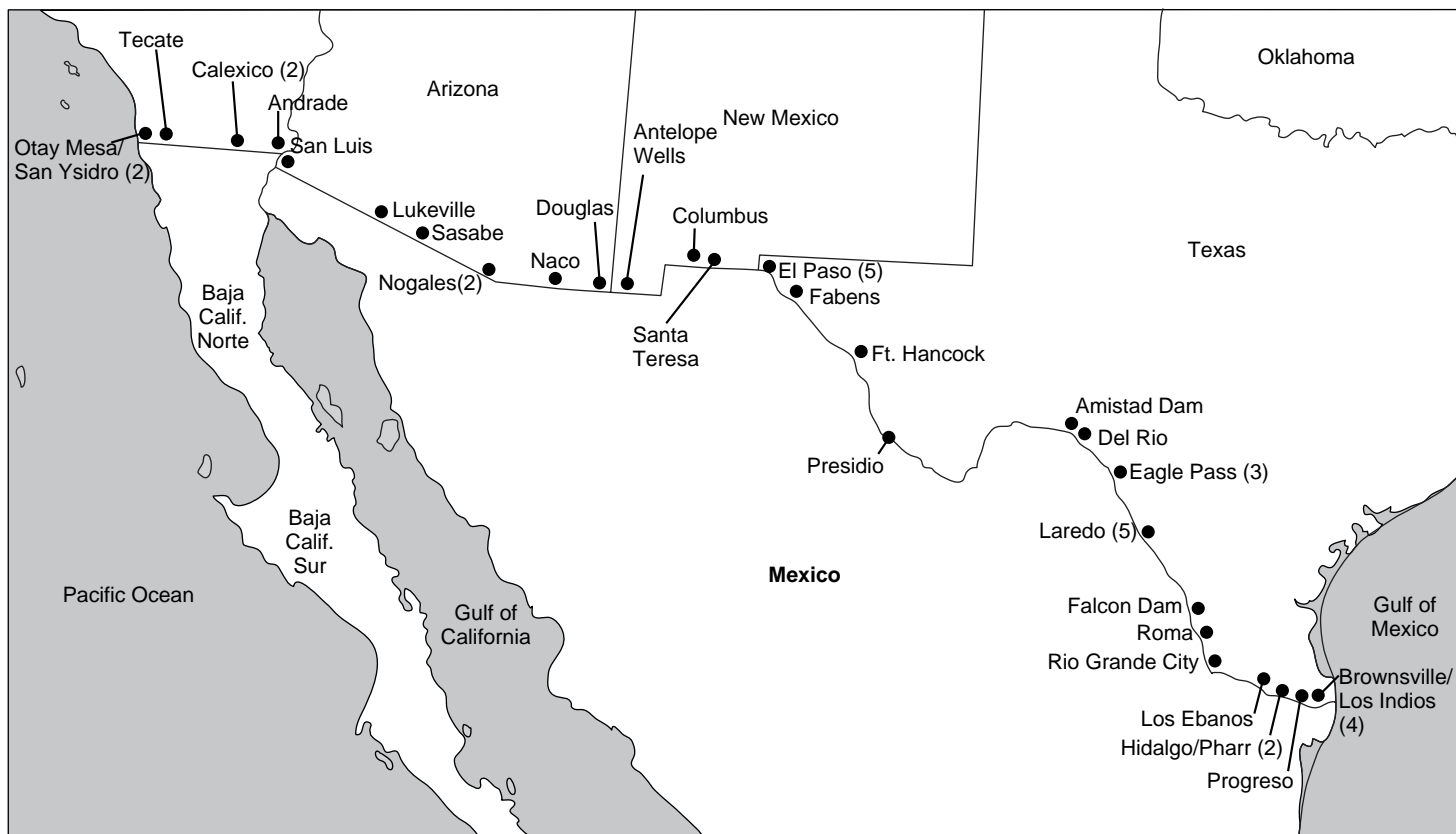 Tecate
Calexico (2)
Andrade
Otay Mesa/
San Ysidro (2)
San Luis
Arizona
New Mexico
Oklahoma
Antelope
Wells
Lukeville
Sasabe
Nogales(2)
Naco
Douglas
Columbus
Santa
Teresa
El Paso (5)
Fabens
Ft. Hancock
Presidio
Texas
Amistad Dam
Del Rio
Eagle Pass (3)
Laredo (5)
Falcon Dam
Roma
Rio Grande City
Los Ebanos
Hidalgo/Pharr (2)
Progreso
Brownsville/
Los Indios
(4)
Baja
Calif.
Norte
Baja
Calif.
Sur
Pacific Ocean
Gulf of
California
Mexico
Gulf of
Mexico